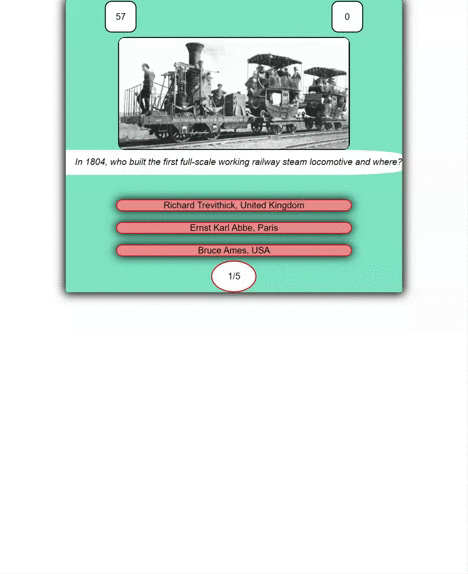 57
0
In 1804, who built the first full-scale working railway steam locomotive and where?
Richard Trevithick, United Kingdom
Ernst Karl Abbe, Paris
Bruce Ames, USA
1/5